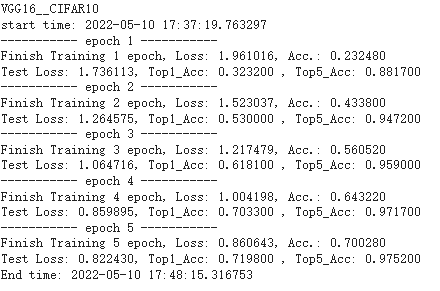 VGG16__CIFAR10
start time: 2022-05-10 17:37:19.763297
----------- epoch 1 -----------
Finish Training 1 epoch, Loss: 1.961016, Acc.: 0.232480
Test Loss: 1.736113, Top1_Acc: 0.323200 , Top5_Acc: 0.881700
----------- epoch 2 -----------
Finish Training 2 epoch, Loss: 1.523037, Acc.: 0.433800
Test Loss: 1.264575, Top1_Acc: 0.530000 , Top5_Acc: 0.947200
----------- epoch 3 -----------
Finish Training 3 epoch, Loss: 1.217479, Acc.: 0.560520
Test Loss: 1.064716, Top1_Acc: 0.618100 , Top5_Acc: 0.959000
----------- epoch 4 -----------
Finish Training 4 epoch, Loss: 1.004198, Acc.: 0.643220
Test Loss: 0.859895, Top1_Acc: 0.703300 , Top5_Acc: 0.971700
----------- epoch 5 -----------
Finish Training 5 epoch, Loss: 0.860643, Acc.: 0.700280
Test Loss: 0.822430, Top1_Acc: 0.719800 , Top5_Acc: 0.975200
End time: 2022-05-10 17:48:15.316753